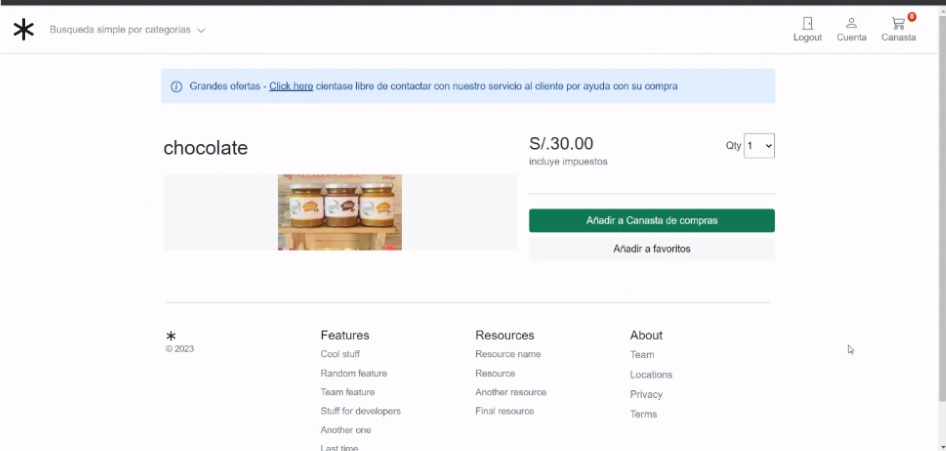 Busqueda simple por categorias
Logout
Cuenta
0
Canasta
Grandes ofertas - Click here cientase libre de contactar con nuestro servicio al cliente por ayuda con su compra
chocolate
S/.30.00
incluye impuestos
Qty 1
Añadir a Canasta de compras
Añadir a favoritos
© 2023
Features
Cool stuff
Random feature
Team feature
Stuff for developers
Another one
Last time
Resources
Resource name
Resource
Another resource
Final resource
About
Team
Locations
Privacy
Terms